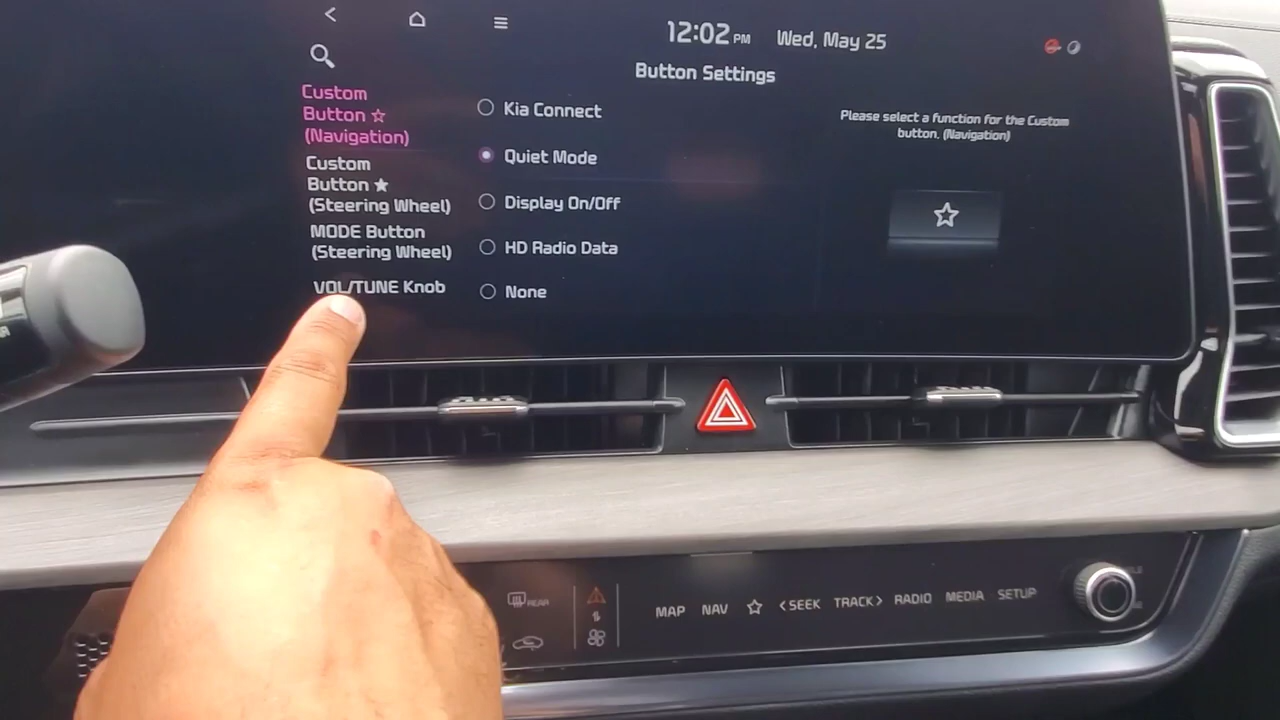 12:02 PM Wed, May 25
Button Settings
Custom
Button ☆
(Navigation)
Custom
Button ★
(Steering Wheel)
MODE Button
(Steering Wheel)
VOL/TUNE Knob
Kia Connect
Quiet Mode
Display On/Off
HD Radio Data
None
Please select a function for the Custom
button. (Navigation)
REAR
MAP NAV ☆ <SEEK TRACK> RADIO MEDIA SETUP